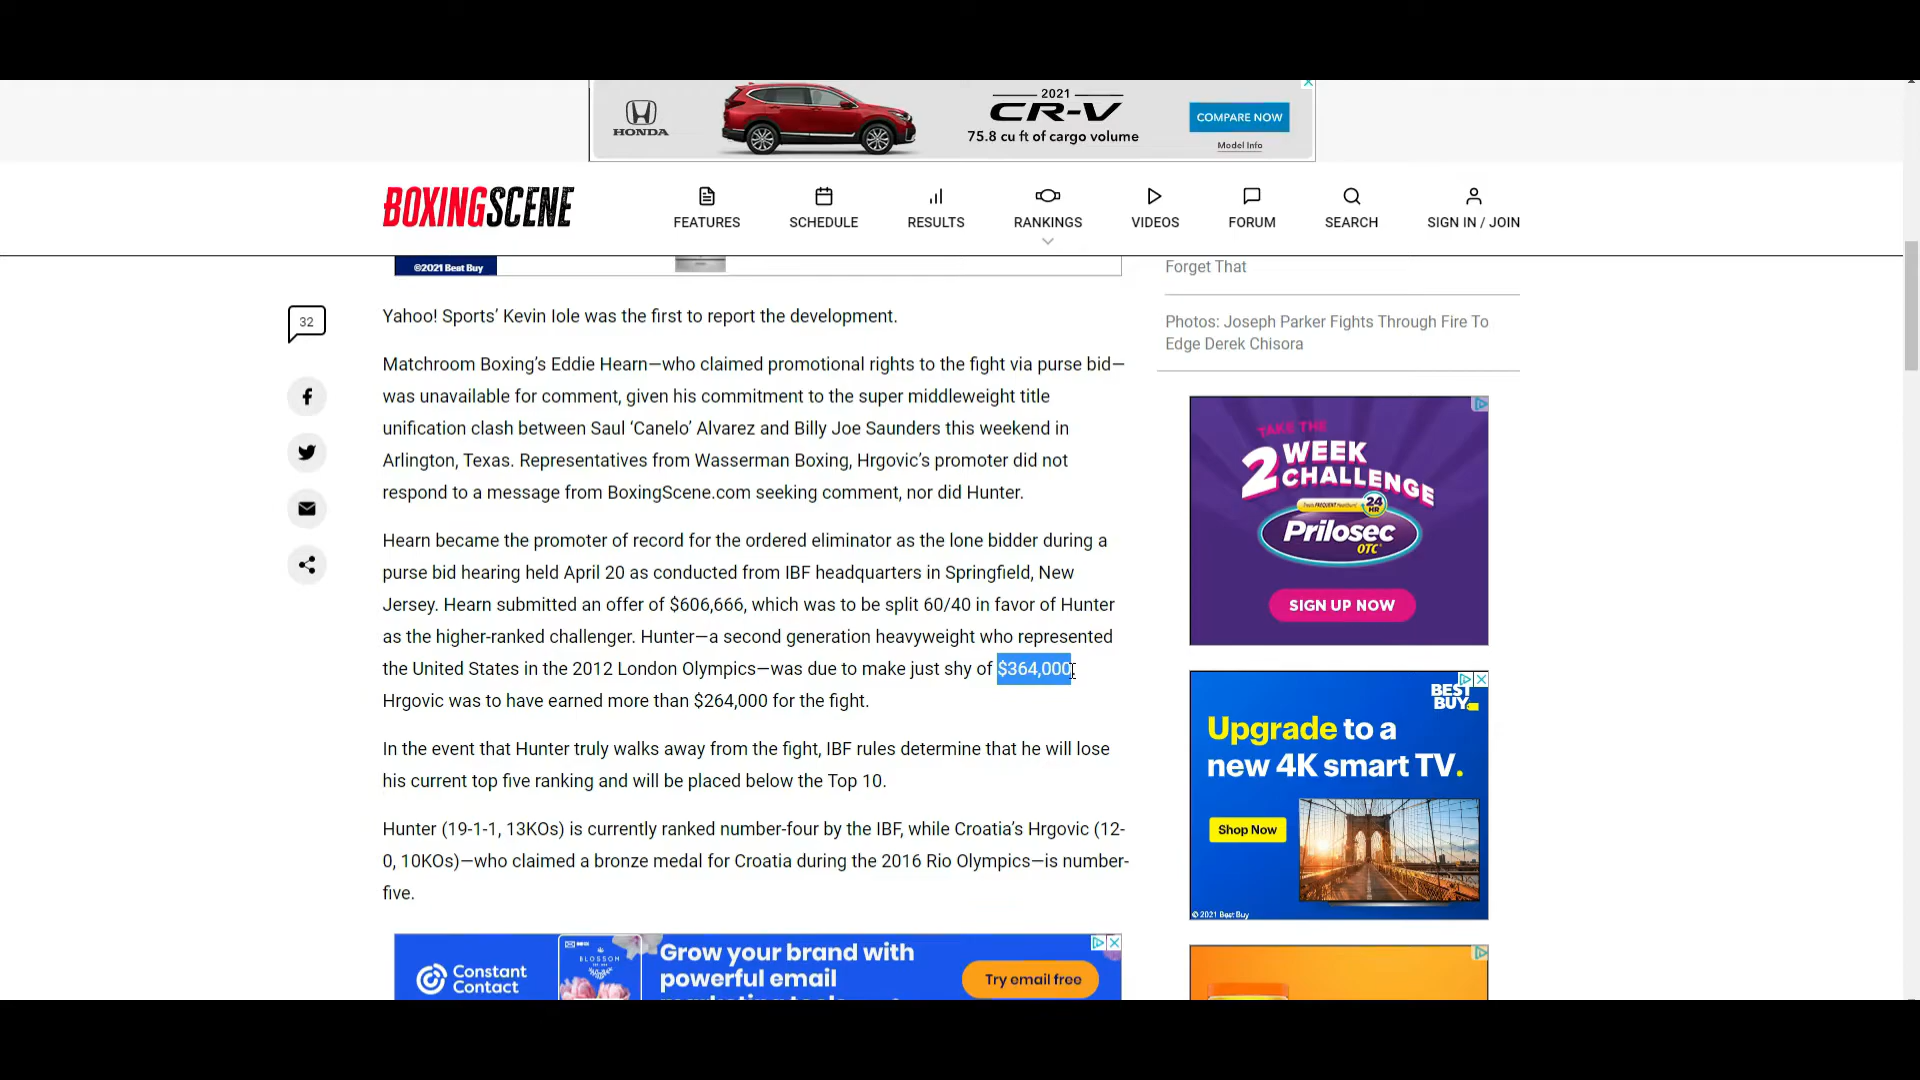 HONDA
2021
CR-V
75.8 cu ft of cargo volume
COMPARE NOW
Model Info
BOXINGSCENE
FEATURES
SCHEDULE
RESULTS
RANKINGS
VIDEOS
FORUM
SEARCH
SIGN IN / JOIN
©2021 Best Buy
32
Yahoo! Sports’ Kevin Iole was the first to report the development.
Matchroom Boxing’s Eddie Hearn—who claimed promotional rights to the fight via purse bid—
was unavailable for comment, given his commitment to the super middleweight title
unification clash between Saul ‘Canelo’ Alvarez and Billy Joe Saunders this weekend in
Arlington, Texas. Representatives from Wasserman Boxing, Hrgovic’s promoter did not
respond to a message from BoxingScene.com seeking comment, nor did Hunter.
Hearn became the promoter of record for the ordered eliminator as the lone bidder during a
purse bid hearing held April 20 as conducted from IBF headquarters in Springfield, New
Jersey. Hearn submitted an offer of $606,666, which was to be split 60/40 in favor of Hunter
as the higher-ranked challenger. Hunter—a second generation heavyweight who represented
the United States in the 2012 London Olympics—was due to make just shy of $364,000.
Hrgovic was to have earned more than $264,000 for the fight.
In the event that Hunter truly walks away from the fight, IBF rules determine that he will lose
his current top five ranking and will be placed below the Top 10.
Hunter (19-1-1, 13KOs) is currently ranked number-four by the IBF, while Croatia’s Hrgovic (12-
0, 10KOs)—who claimed a bronze medal for Croatia during the 2016 Rio Olympics—is number-
five.
BLOSSOM
Constant
Contact
Grow your brand with
powerful email
Try email free
Forget That
Photos: Joseph Parker Fights Through Fire To
Edge Derek Chisora
TAKE THE
2 WEEK
CHALLENGE
24
HR
Prilosec
OTC
SIGN UP NOW
BEST
BUY
Upgrade to a
new 4K smart TV.
Shop Now
© 2021 Best Buy